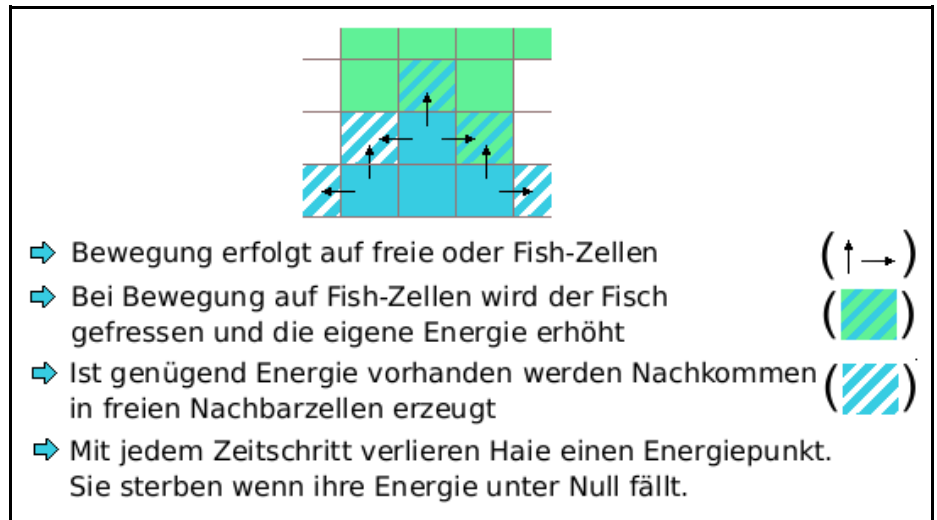 Bewegung erfolgt auf freie oder Fish-Zellen
Bei Bewegung auf Fish-Zellen wird der Fisch
gefressen und die eigene Energie erhöht
Ist genügend Energie vorhanden werden Nachkommen
in freien Nachbarzellen erzeugt
Mit jedem Zeitschritt verlieren Haie einen Energiepunkt.
Sie sterben wenn ihre Energie unter Null fällt.